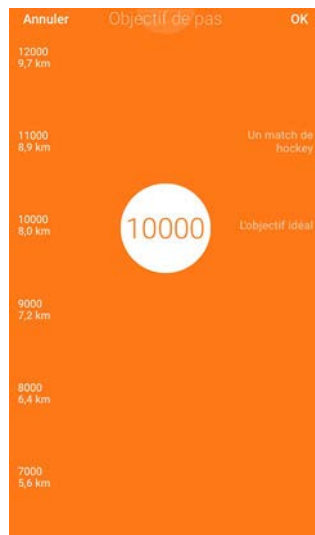 Annuler
Objectif de pas
OK
12000
9,7 km
11000
8,9 km
Un match de
hockey
10000
8,0 km
10000
L'objectif idéal
9000
7,2 km
8000
6,4 km
7000
5,6 km